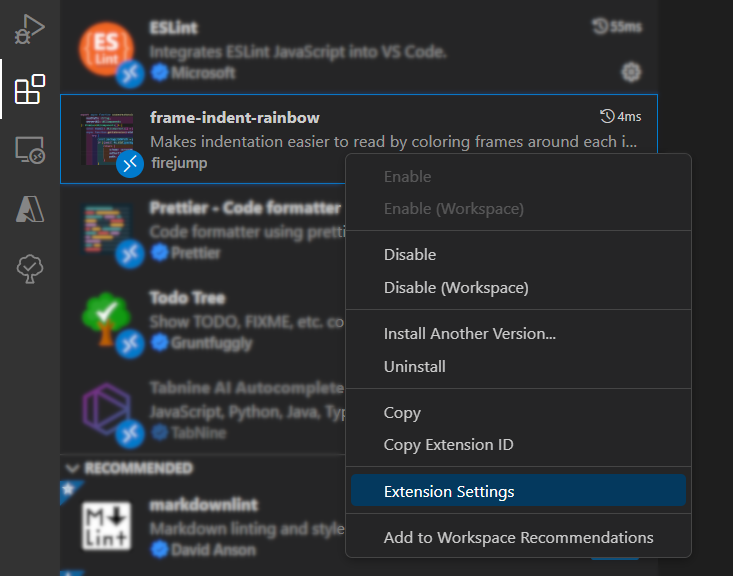 ESLint
55ms
Integrates ESLint JavaScript into VS Code.
Microsoft
frame-indent-rainbow
4ms
Makes indentation easier to read by coloring frames around each i...
firejump
Prettier - Code formatter
Code formatter using pretti
Prettier
Todo Tree
Show TODO, FIXME, etc. co
Gruntfuggly
Tabnine AI Autocomplete
JavaScript, Python, Java, Typ
TabNine
RECOMMENDED
markdownlint
Markdown linting and style
David Anson
Enable
Enable (Workspace)
Disable
Disable (Workspace)
Install Another Version...
Uninstall
Copy
Copy Extension ID
Extension Settings
Add to Workspace Recommendations
ES
Lint
M
Lint